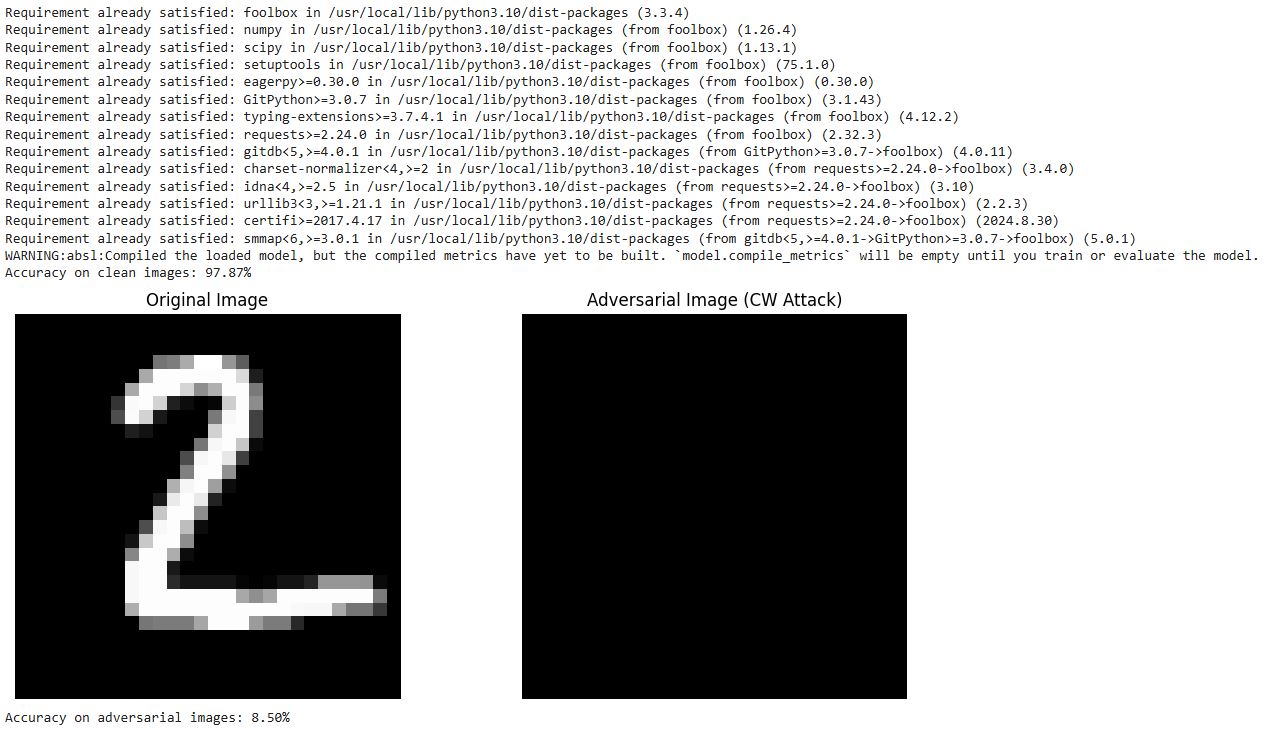 Requirement already satisfied: foolbox in /usr/local/lib/python3.10/dist-packages (3.3.4)
Requirement already satisfied: numpy in /usr/local/lib/python3.10/dist-packages (from foolbox) (1.26.4)
Requirement already satisfied: scipy in /usr/local/lib/python3.10/dist-packages (from foolbox) (1.13.1)
Requirement already satisfied: setuptools in /usr/local/lib/python3.10/dist-packages (from foolbox) (75.1.0)
Requirement already satisfied: eagerpy>=0.30.0 in /usr/local/lib/python3.10/dist-packages (from foolbox) (0.30.0)
Requirement already satisfied: GitPython>=3.0.7 in /usr/local/lib/python3.10/dist-packages (from foolbox) (3.1.43)
Requirement already satisfied: typing-extensions>=3.7.4.1 in /usr/local/lib/python3.10/dist-packages (from foolbox) (4.12.2)
Requirement already satisfied: requests>=2.24.0 in /usr/local/lib/python3.10/dist-packages (from foolbox) (2.32.3)
Requirement already satisfied: gitdb<5,>=4.0.1 in /usr/local/lib/python3.10/dist-packages (from GitPython>=3.0.7->foolbox) (4.0.11)
Requirement already satisfied: charset-normalizer<4,>=2 in /usr/local/lib/python3.10/dist-packages (from requests>=2.24.0->foolbox) (3.4.0)
Requirement already satisfied: idna<4,>=2.5 in /usr/local/lib/python3.10/dist-packages (from requests>=2.24.0->foolbox) (3.10)
Requirement already satisfied: urllib3<3,>=1.21.1 in /usr/local/lib/python3.10/dist-packages (from requests>=2.24.0->foolbox) (2.2.3)
Requirement already satisfied: certifi>=2017.4.17 in /usr/local/lib/python3.10/dist-packages (from requests>=2.24.0->foolbox) (2024.8.30)
Requirement already satisfied: smmap<6,>=3.0.1 in /usr/local/lib/python3.10/dist-packages (from gitdb<5,>=4.0.1->GitPython>=3.0.7->foolbox) (5.0.1)
WARNING:absl:Compiled the loaded model, but the compiled metrics have yet to be built. `model.compile_metrics` will be empty until you train or evaluate the model.
Accuracy on clean images: 97.87%
Original Image
Adversarial Image (CW Attack)
2
Accuracy on adversarial images: 8.50%